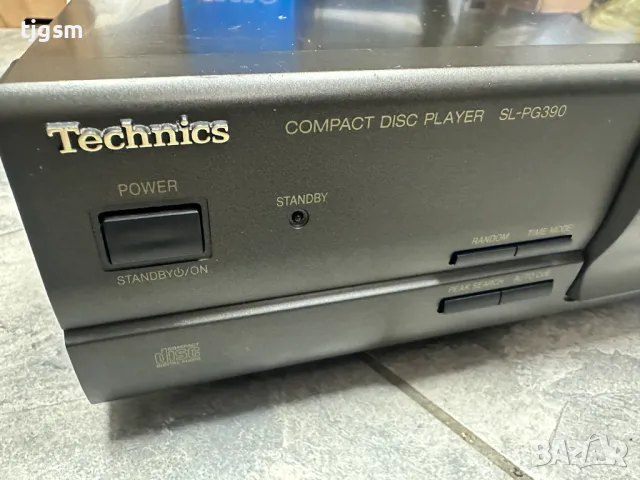 tjgsm
Technics
COMPACT DISC PLAYER SL-PG390
POWER
STANDBY
STANDBY⏻/ON
RANDOM
TIME MODE
PEAK SEARCH
AUTO CUE
COMPACT
disc
DIGITAL AUDIO
BAZAR